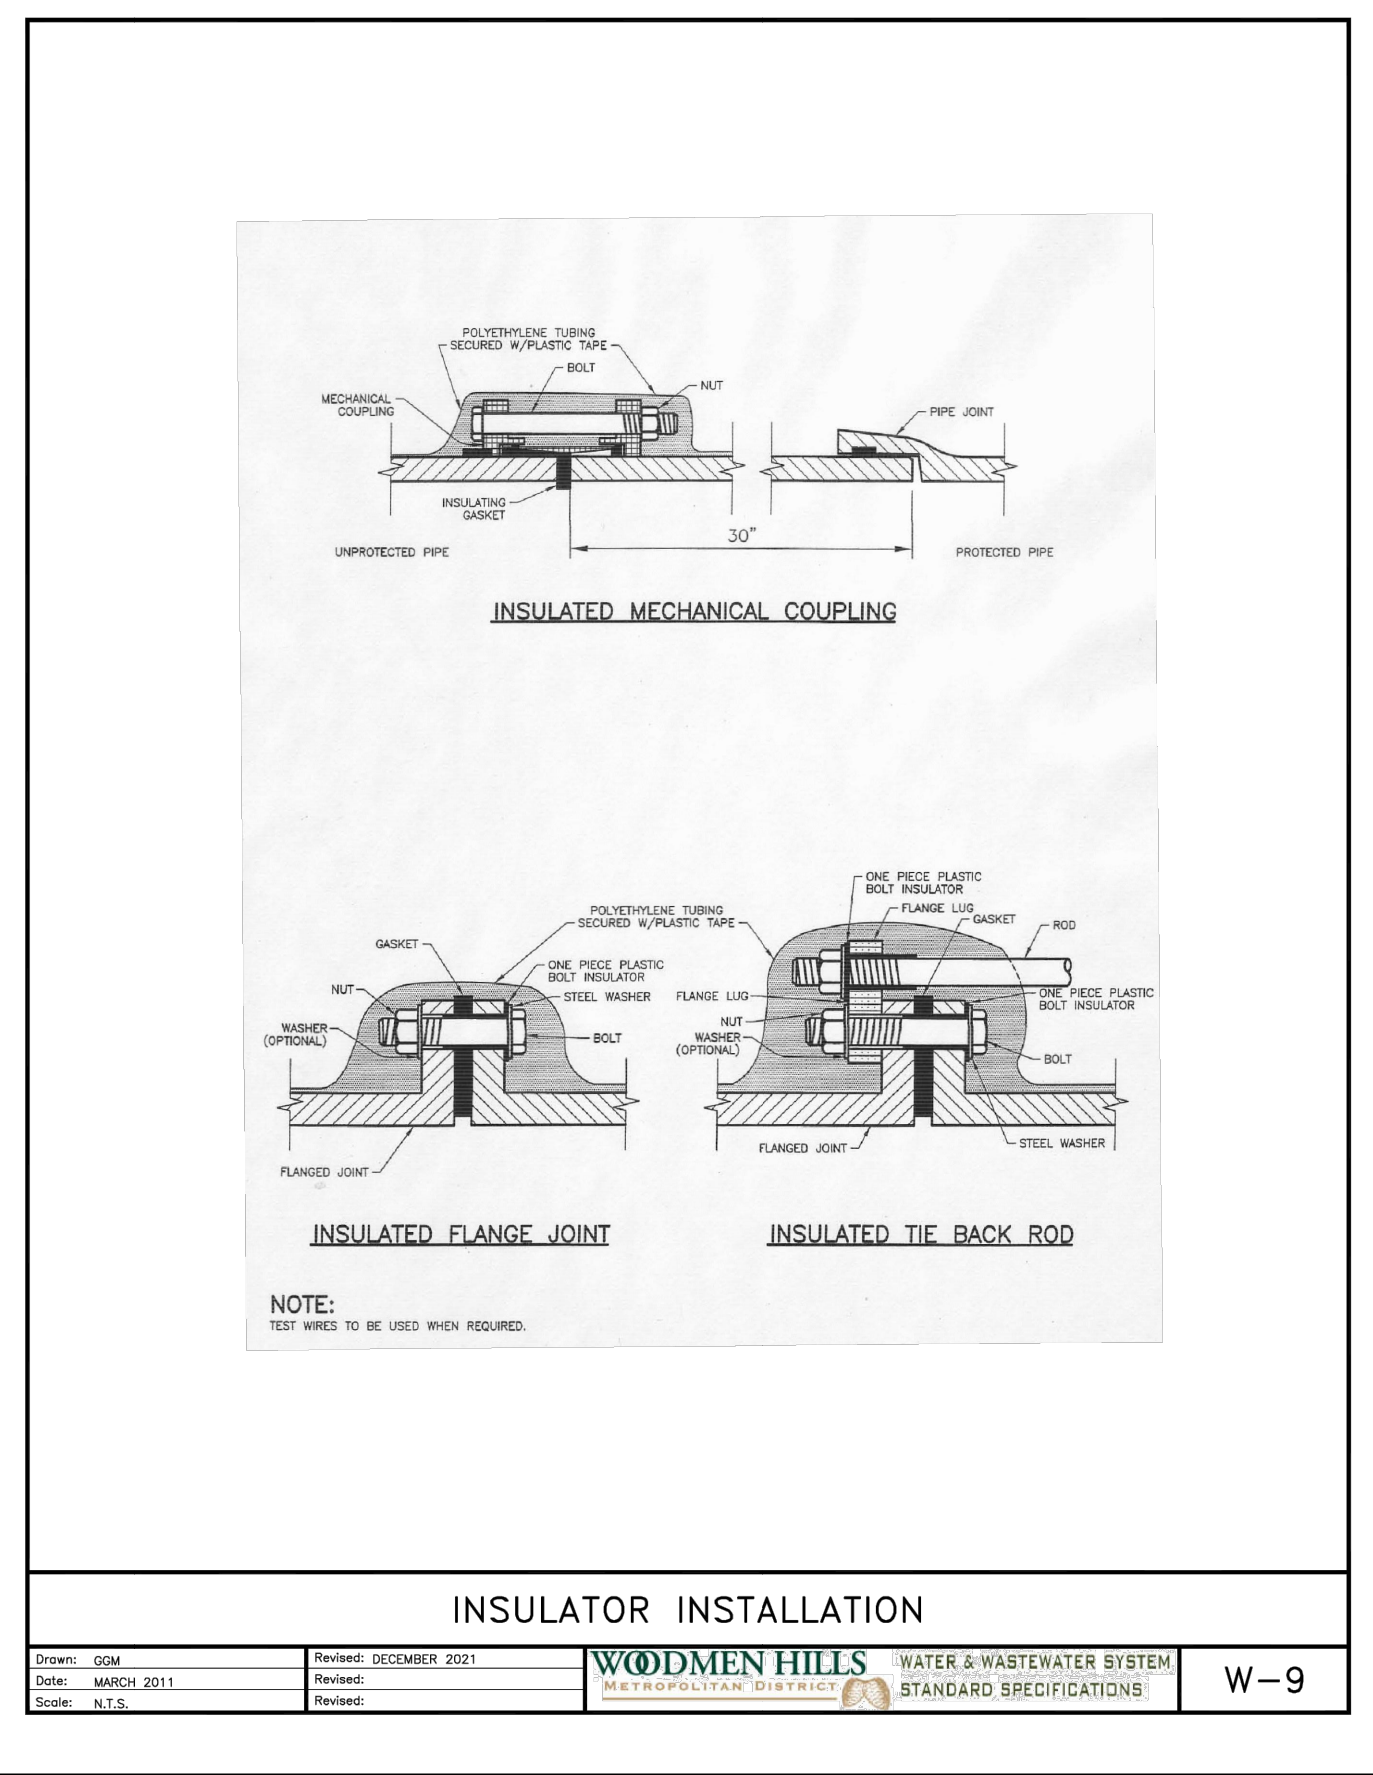 POLYETHYLENE TUBING
SECURED W/PLASTIC TAPE
BOLT
NUT
MECHANICAL
COUPLING
PIPE JOINT
INSULATING
GASKET
30"
UNPROTECTED PIPE
PROTECTED PIPE
INSULATED MECHANICAL COUPLING
ONE PIECE PLASTIC
BOLT INSULATOR
FLANGE LUG
GASKET
ROD
POLYETHYLENE TUBING
SECURED W/PLASTIC TAPE
GASKET
ONE PIECE PLASTIC
BOLT INSULATOR
STEEL WASHER
NUT
WASHER
(OPTIONAL)
BOLT
FLANGE LUG
NUT
WASHER
(OPTIONAL)
ONE PIECE PLASTIC
BOLT INSULATOR
BOLT
STEEL WASHER
FLANGED JOINT
FLANGED JOINT
INSULATED FLANGE JOINT
INSULATED TIE BACK ROD
NOTE:
TEST WIRES TO BE USED WHEN REQUIRED.
INSULATOR INSTALLATION
Drawn: GGM
Date: MARCH 2011
Scale: N.T.S.
Revised: DECEMBER 2021
Revised:
Revised:
WOODMEN HILLS
METROPOLITAN DISTRICT
WATER & WASTEWATER SYSTEM
STANDARD SPECIFICATIONS
W-9